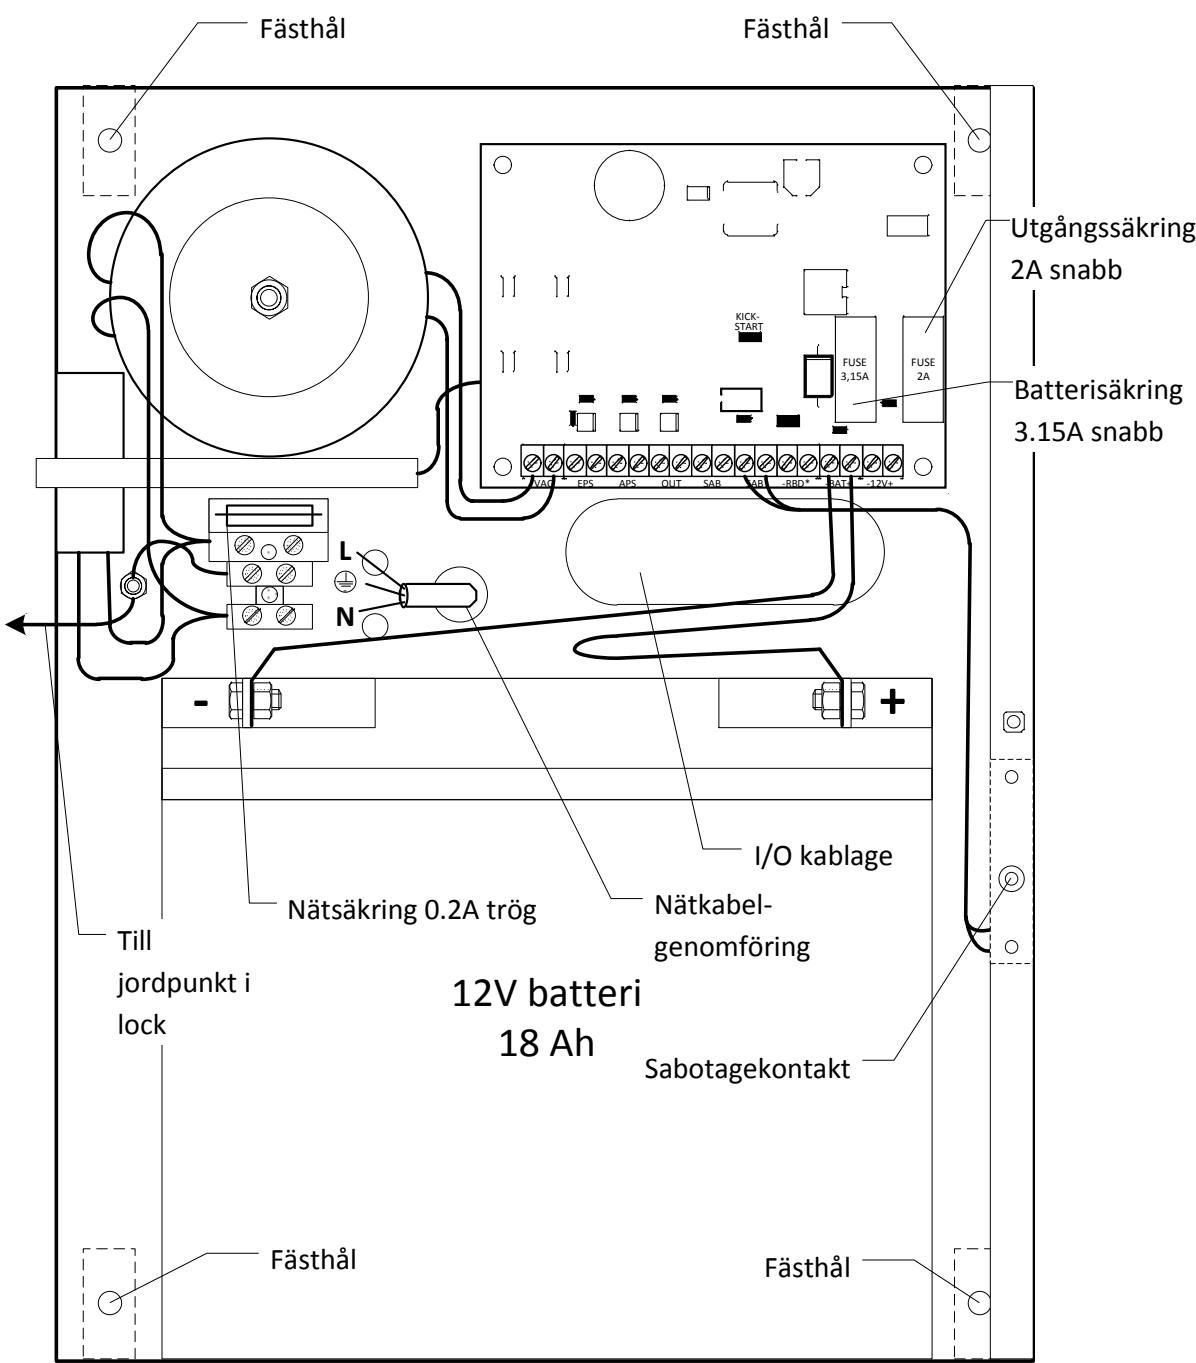 Fästhål
Fästhål
Utgångssäkring
2A snabb
KICK-
START
FUSE
3,15A
FUSE
2A
Batterisäkring
3.15A snabb
VAC EPS APS OUT SAB SAB -RBD* -BAT+ -12V+
L
N
- +
I/O kablage
Nätsäkring 0.2A trög
Nätkabel-
genomföring
Till
jordpunkt i
lock
12V batteri
18 Ah
Sabotagekontakt
Fästhål
Fästhål